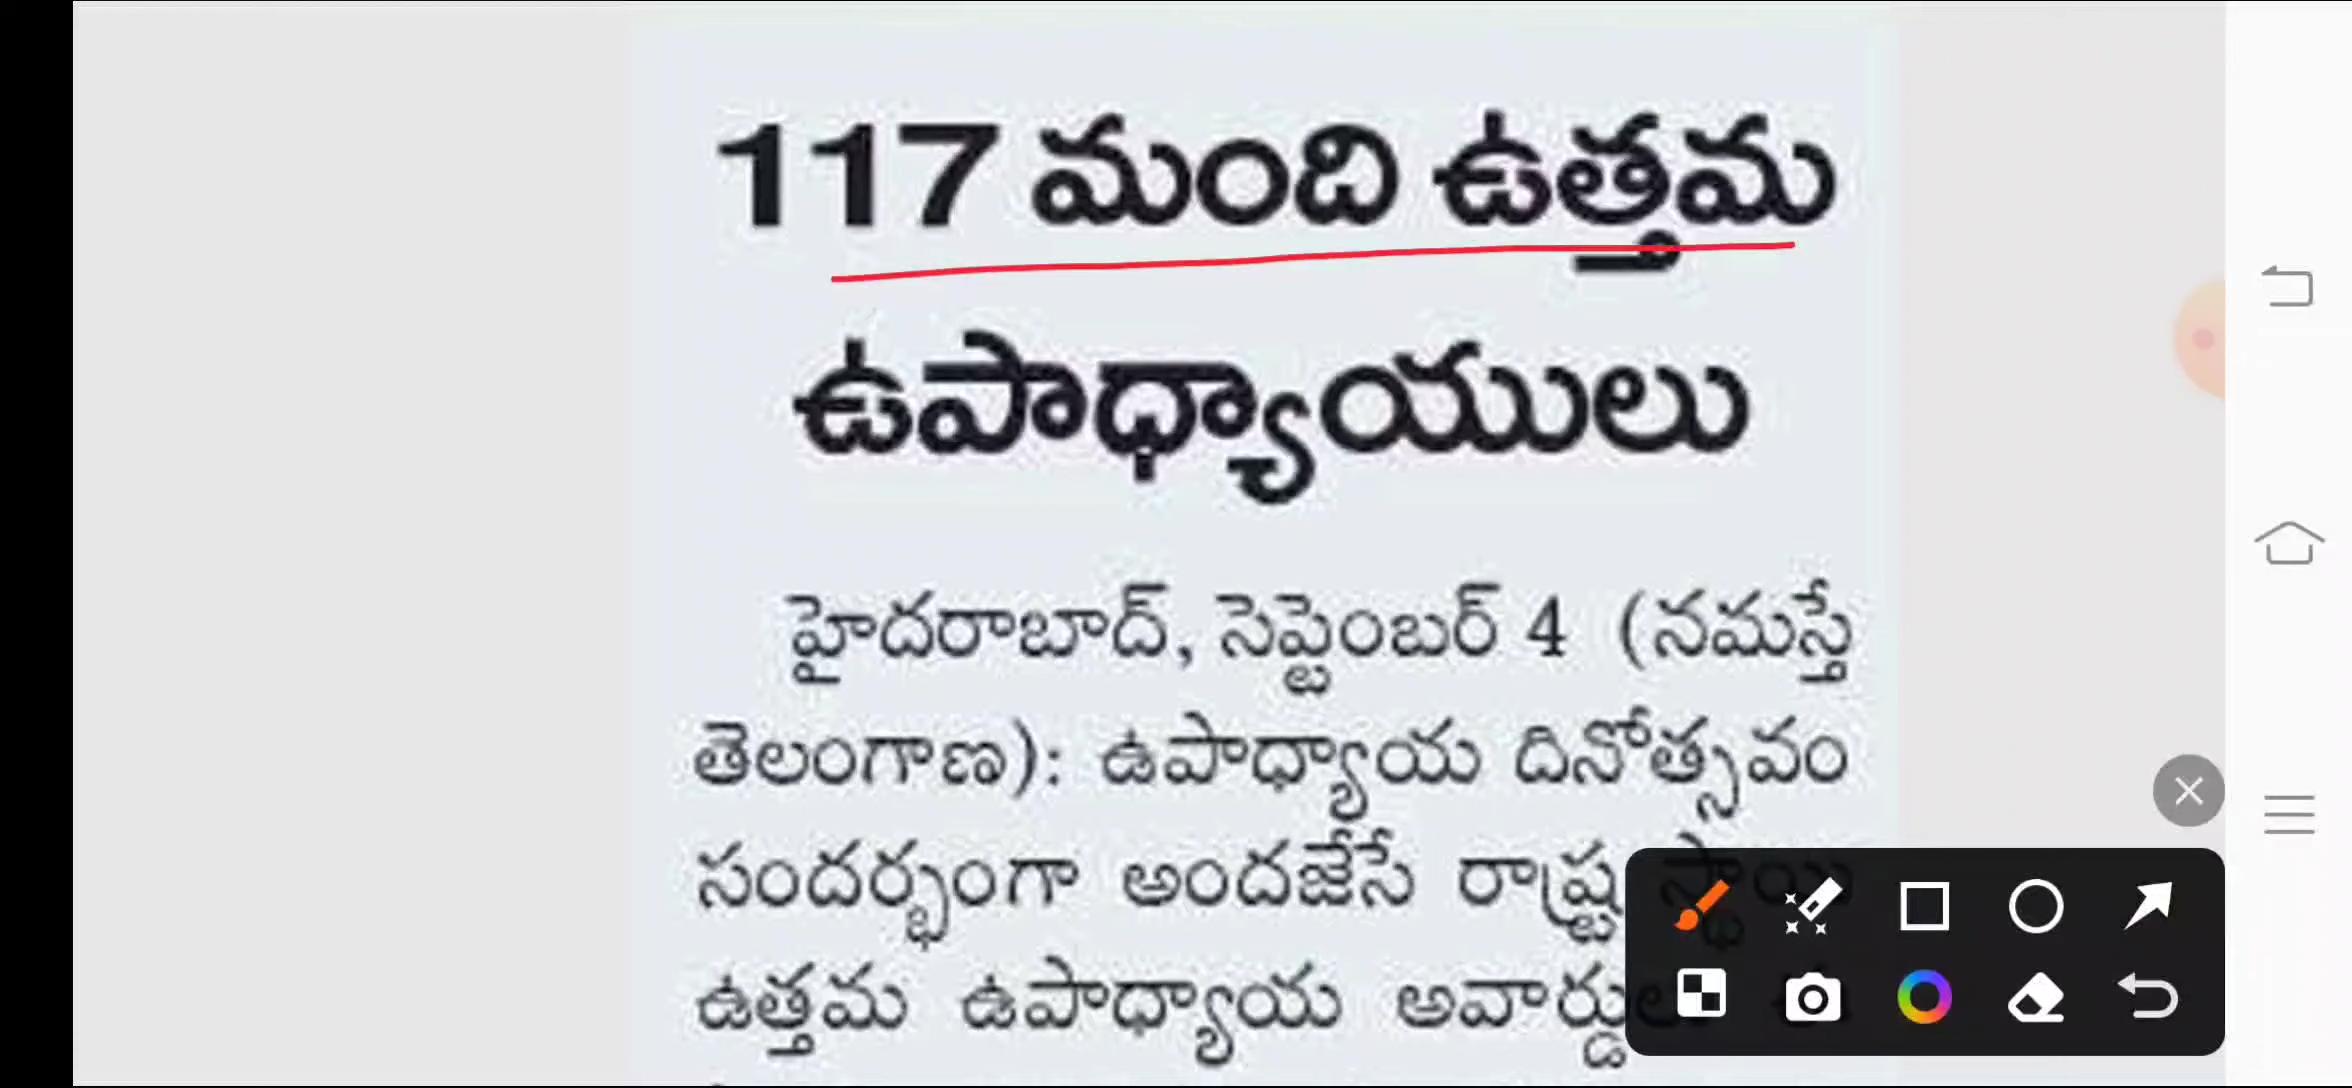 117 మంది ఉత్తమ
ఉపాధ్యాయులు
హైదరాబాద్, సెప్టెంబర్ 4 (నమస్తే
తెలంగాణ): ఉపాధ్యాయ దినోత్సవం
సందర్భంగా అందజేసే రాష్ట్ర స్థాయి
ఉత్తమ ఉపాధ్యాయ